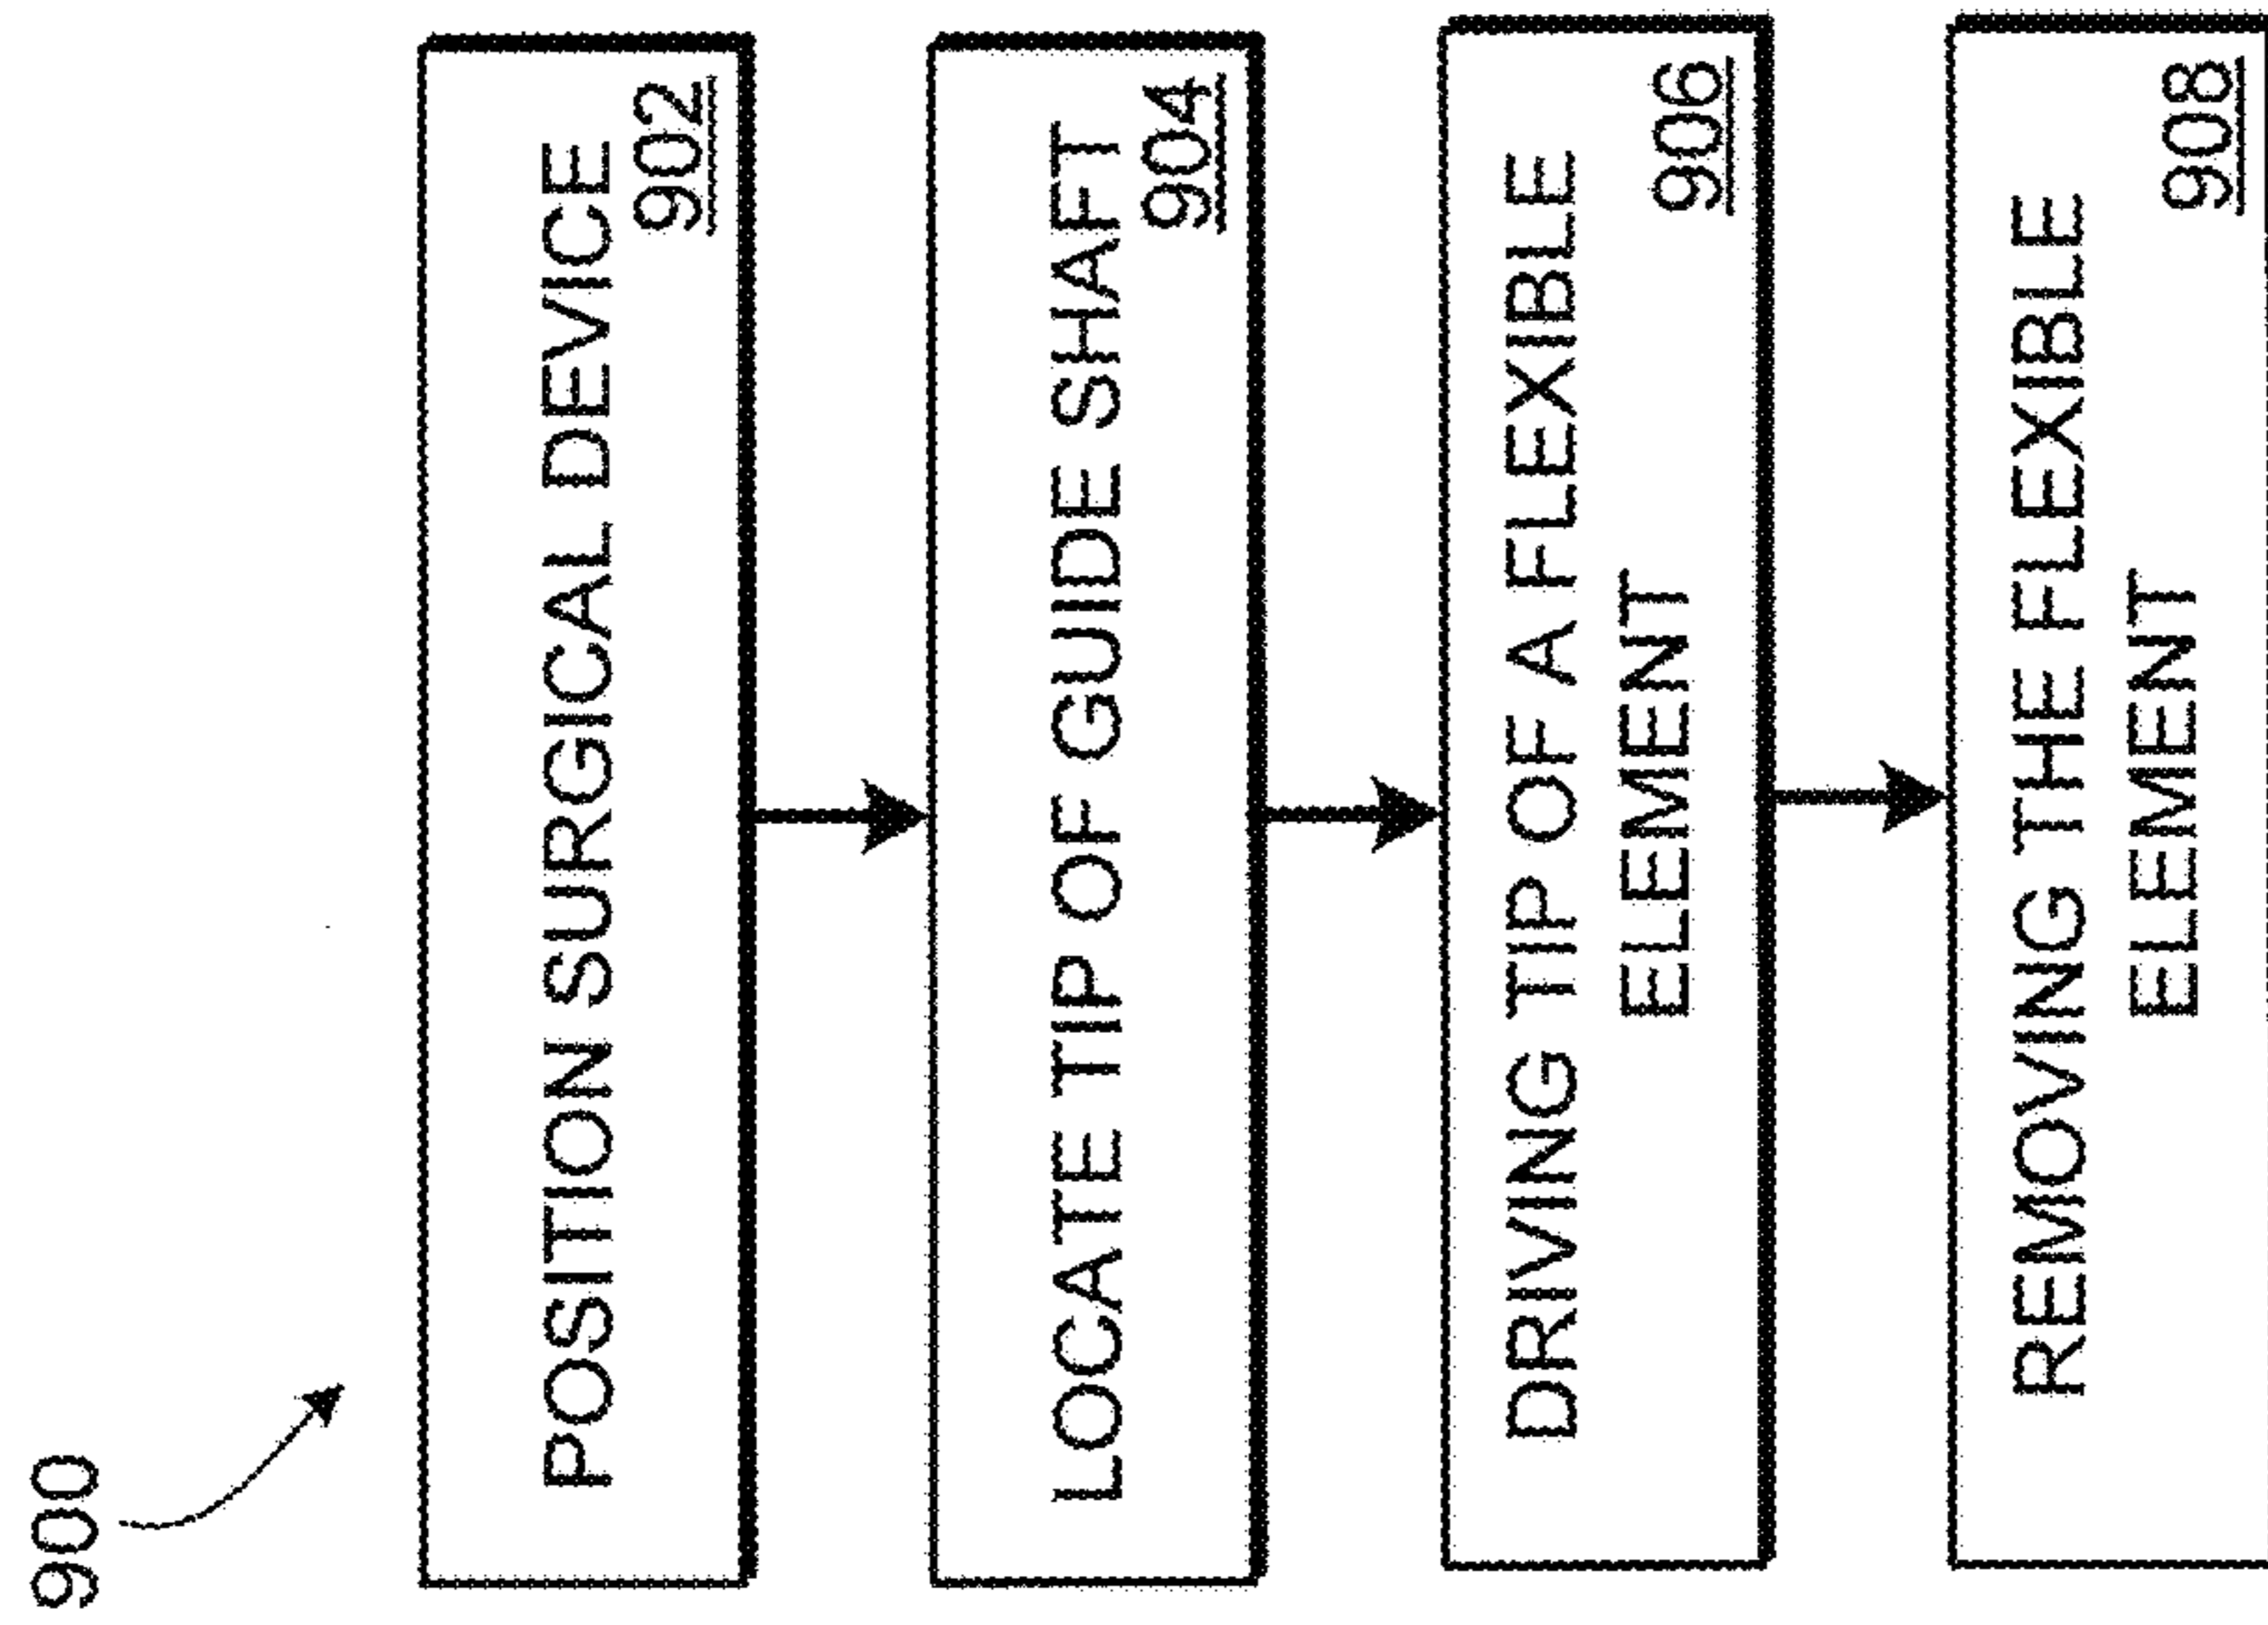 900
POSITION SURGICAL DEVICE
902
LOCATE TIP OF GUIDE SHAFT
904
DRIVING TIP OF A FLEXIBLE
ELEMENT
906
REMOVING THE FLEXIBLE
ELEMENT
908